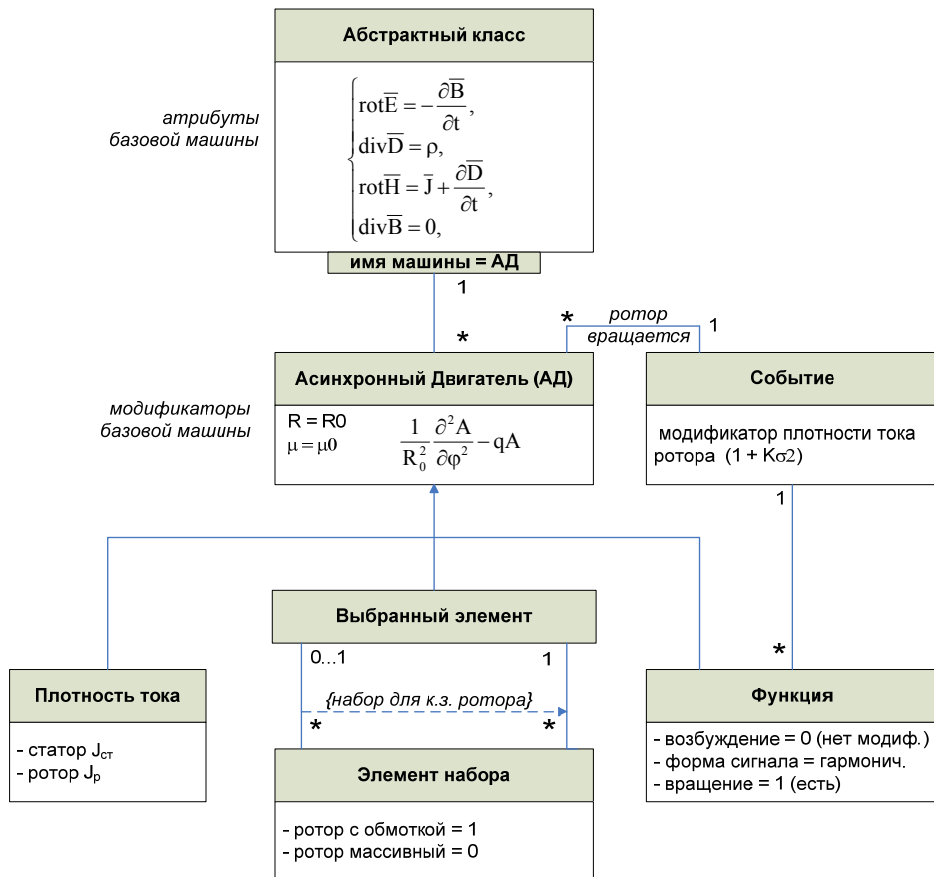 Абстрактный класс
атрибуты
базовой машины
rotE̅ = −∂B̅/∂t,
divD̅ = ρ,
rotH̅ = J̅ + ∂D̅/∂t,
divB̅ = 0,
имя машины = АД
1
*
* ротор 1
вращается
Асинхронный Двигатель (АД)
Событие
модификаторы
базовой машины
R = R0
μ = μ0
1/R₀² ∂²A/∂φ² − qA
модификатор плотности тока
ротора (1 + Kσ2)
1
*
Выбранный элемент
0...1 1
{набор для к.з. ротора}
* *
Плотность тока
- статор Jст
- ротор Jр
Функция
- возбуждение = 0 (нет модиф.)
- форма сигнала = гармонич.
- вращение = 1 (есть)
Элемент набора
- ротор с обмоткой = 1
- ротор массивный = 0